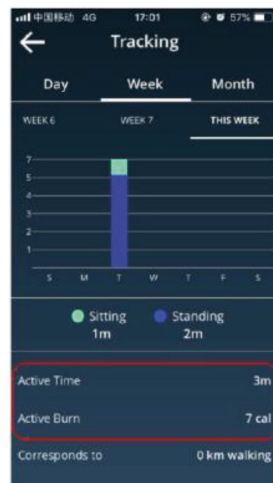 中国移动 4G 17:01 57%
Tracking
Day Week Month
WEEK 6 WEEK 7 THIS WEEK
7
5
4
3
2
1
S M T W T F S
Sitting Standing
1m 2m
Active Time 3m
Active Burn 7 cal
Corresponds to 0 km walking